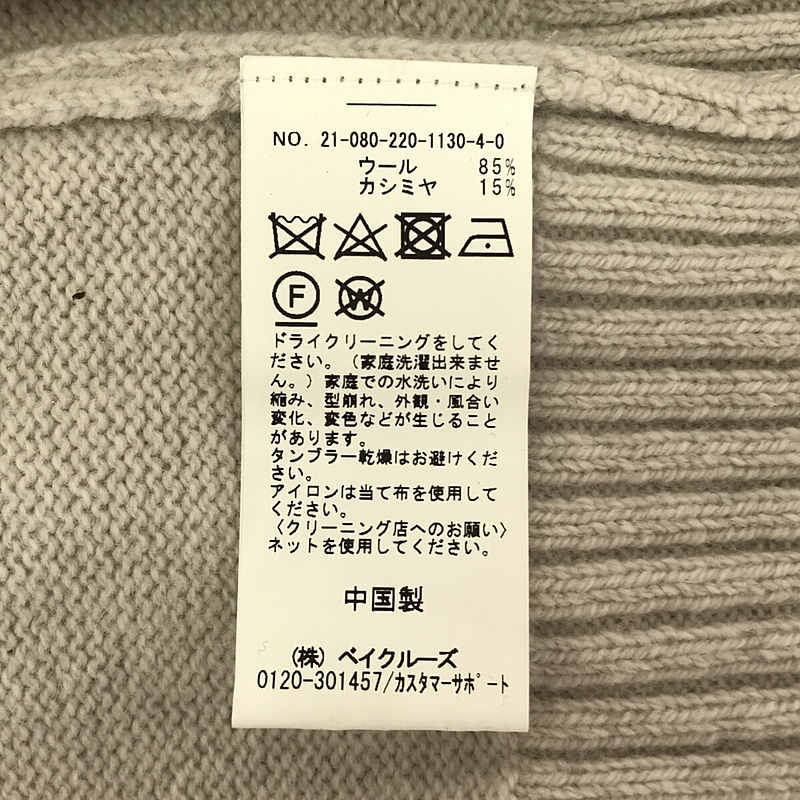 NO. 21-080-220-1130-4-0
ウール 85%
カシミヤ 15%
F W
ドライクリーニングをしてく
ださい。(家庭洗濯出来ませ
ん。)家庭での水洗いにより
縮み、型崩れ、外観・風合い
変化、変色などが生じること
があります。
タンブラー乾燥はお避けくだ
さい。
アイロンは当て布を使用して
ください。
〈クリーニング店へのお願い〉
ネットを使用してください。
中国製
(株) ベイクルーズ
0120-301457/カスタマーサポート